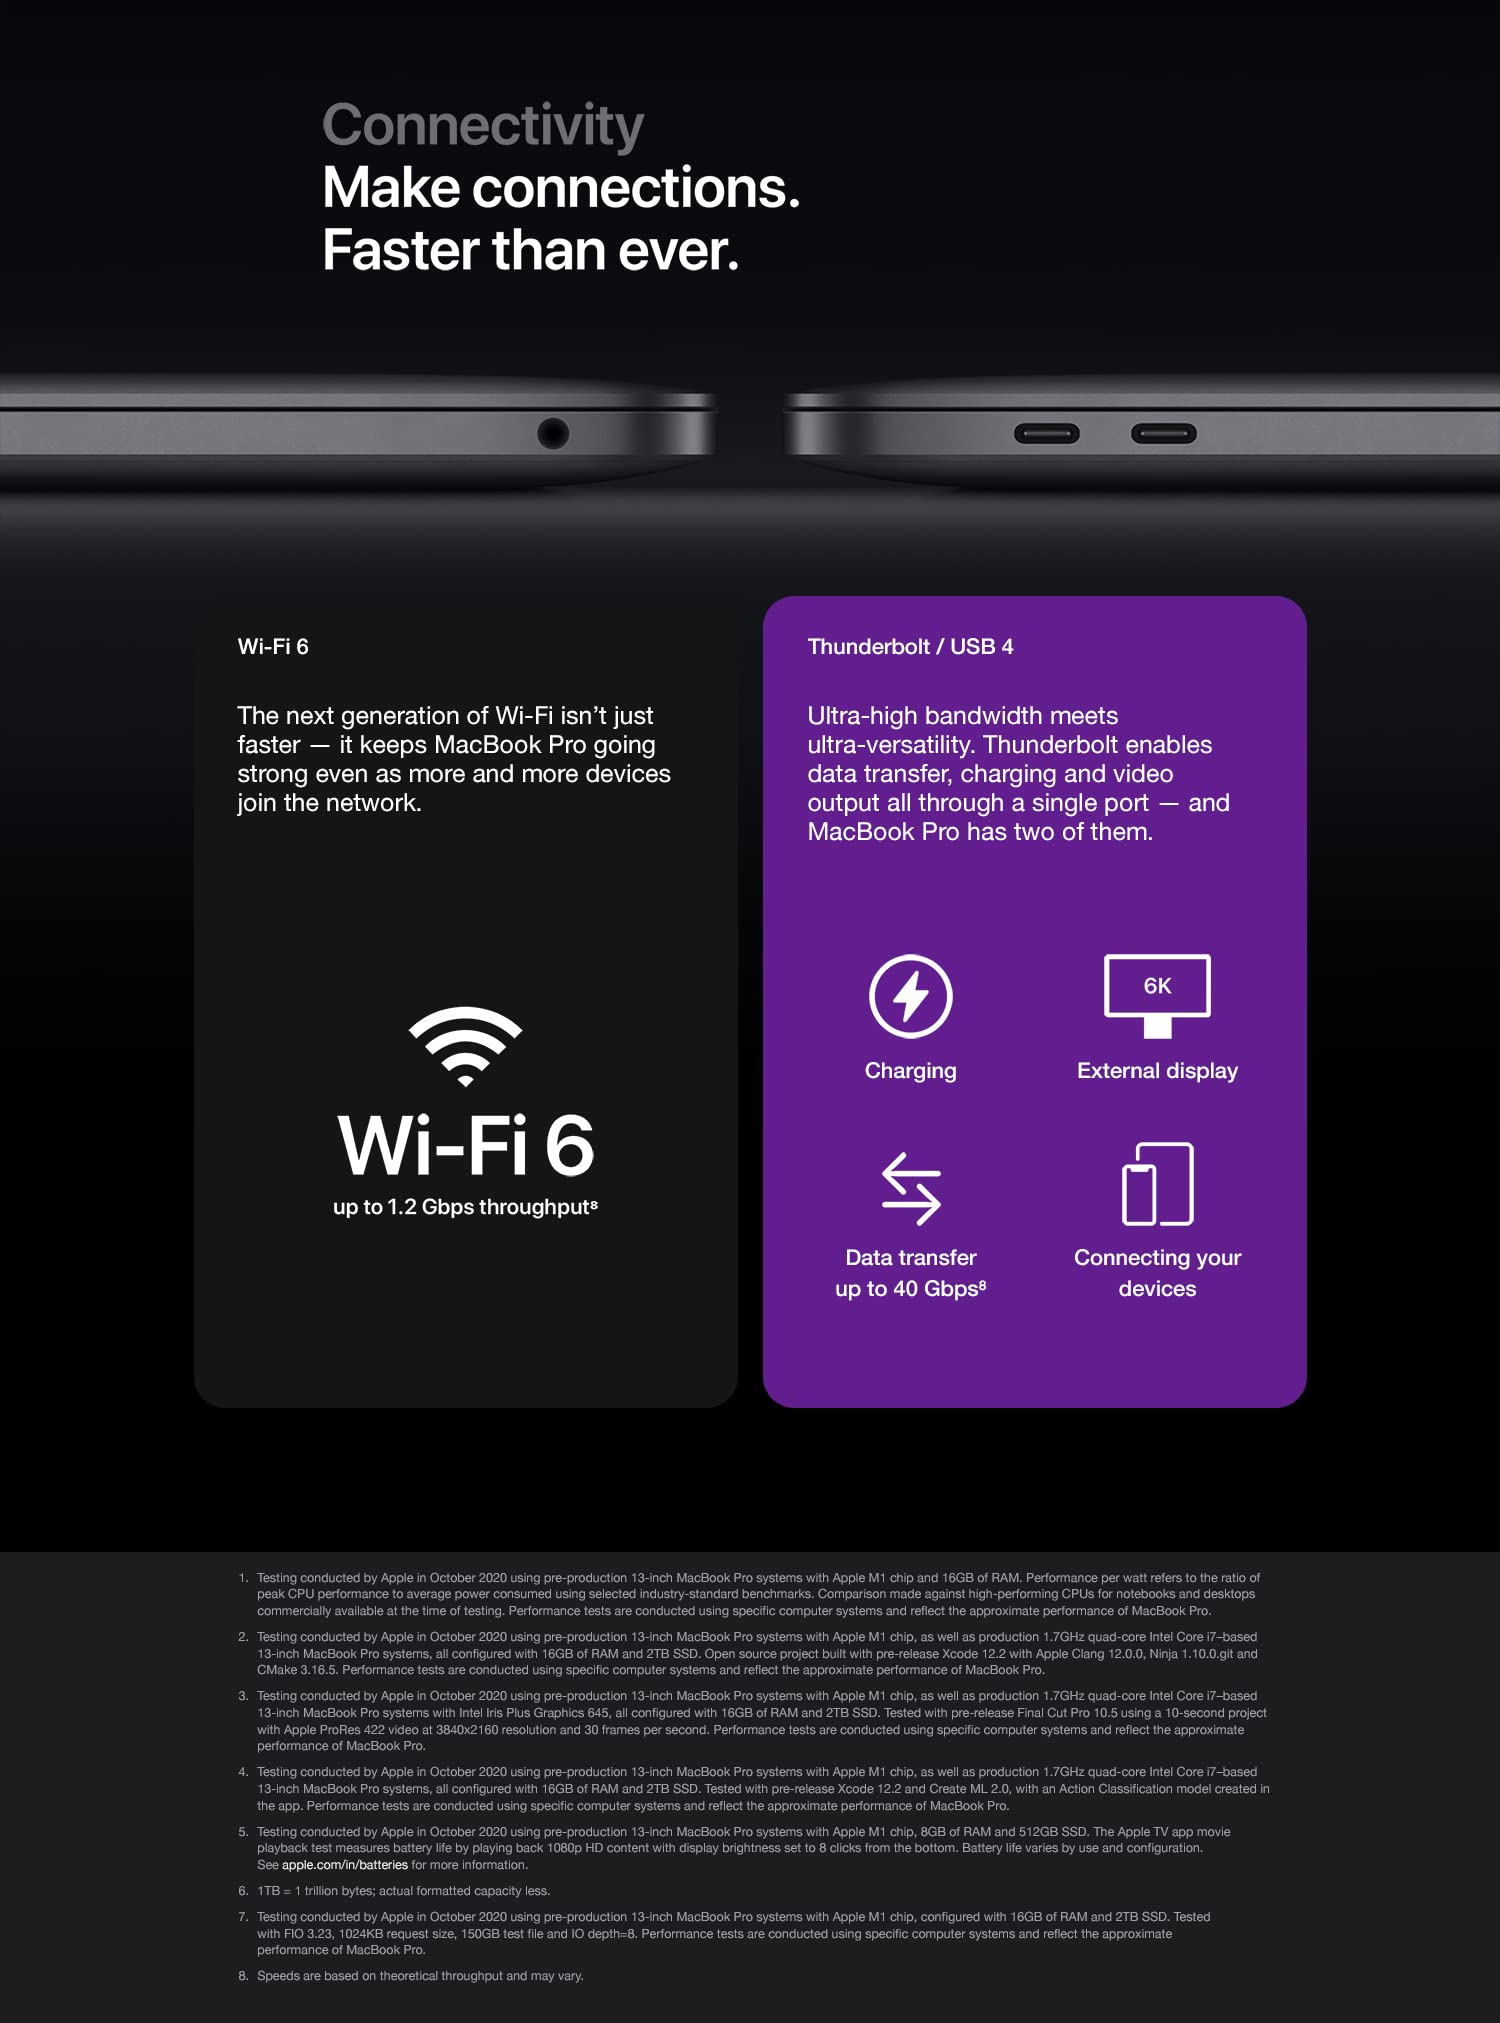 Connectivity
Make connections.
Faster than ever.
Wi-Fi 6
The next generation of Wi-Fi isn’t just
faster — it keeps MacBook Pro going
strong even as more and more devices
join the network.
Wi-Fi 6
up to 1.2 Gbps throughput⁸
Thunderbolt / USB 4
Ultra-high bandwidth meets
ultra-versatility. Thunderbolt enables
data transfer, charging and video
output all through a single port — and
MacBook Pro has two of them.
Charging
6K
External display
Data transfer
up to 40 Gbps⁸
Connecting your
devices
1. Testing conducted by Apple in October 2020 using pre-production 13-inch MacBook Pro systems with Apple M1 chip and 16GB of RAM. Performance per watt refers to the ratio of
peak CPU performance to average power consumed using selected industry-standard benchmarks. Comparison made against high-performing CPUs for notebooks and desktops
commercially available at the time of testing. Performance tests are conducted using specific computer systems and reflect the approximate performance of MacBook Pro.
2. Testing conducted by Apple in October 2020 using pre-production 13-inch MacBook Pro systems with Apple M1 chip, as well as production 1.7GHz quad-core Intel Core i7–based
13-inch MacBook Pro systems, all configured with 16GB of RAM and 2TB SSD. Open source project built with pre-release Xcode 12.2 with Apple Clang 12.0.0, Ninja 1.10.0.git and
CMake 3.16.5. Performance tests are conducted using specific computer systems and reflect the approximate performance of MacBook Pro.
3. Testing conducted by Apple in October 2020 using pre-production 13-inch MacBook Pro systems with Apple M1 chip, as well as production 1.7GHz quad-core Intel Core i7–based
13-inch MacBook Pro systems with Intel Iris Plus Graphics 645, all configured with 16GB of RAM and 2TB SSD. Tested with pre-release Final Cut Pro 10.5 using a 10-second project
with Apple ProRes 422 video at 3840x2160 resolution and 30 frames per second. Performance tests are conducted using specific computer systems and reflect the approximate
performance of MacBook Pro.
4. Testing conducted by Apple in October 2020 using pre-production 13-inch MacBook Pro systems with Apple M1 chip, as well as production 1.7GHz quad-core Intel Core i7–based
13-inch MacBook Pro systems, all configured with 16GB of RAM and 2TB SSD. Tested with pre-release Xcode 12.2 and Create ML 2.0, with an Action Classification model created in
the app. Performance tests are conducted using specific computer systems and reflect the approximate performance of MacBook Pro.
5. Testing conducted by Apple in October 2020 using pre-production 13-inch MacBook Pro systems with Apple M1 chip, 8GB of RAM and 512GB SSD. The Apple TV app movie
playback test measures battery life by playing back 1080p HD content with display brightness set to 8 clicks from the bottom. Battery life varies by use and configuration.
See apple.com/in/batteries for more information.
6. 1TB = 1 trillion bytes; actual formatted capacity less.
7. Testing conducted by Apple in October 2020 using pre-production 13-inch MacBook Pro systems with Apple M1 chip, configured with 16GB of RAM and 2TB SSD. Tested
with FIO 3.23, 1024KB request size, 150GB test file and IO depth=8. Performance tests are conducted using specific computer systems and reflect the approximate
performance of MacBook Pro.
8. Speeds are based on theoretical throughput and may vary.